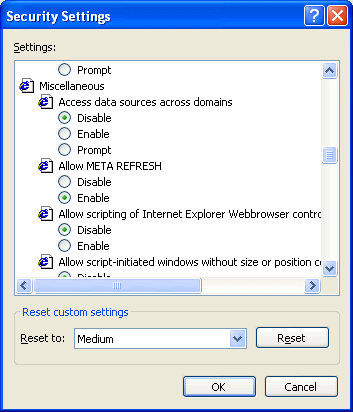 Security Settings
Settings:
Prompt
Miscellaneous
Access data sources across domains
Disable
Enable
Prompt
Allow META REFRESH
Disable
Enable
Allow scripting of Internet Explorer Webbrowser contro
Disable
Enable
Allow script-initiated windows without size or position co
Disable
Reset custom settings
Reset to: Medium Reset
OK Cancel